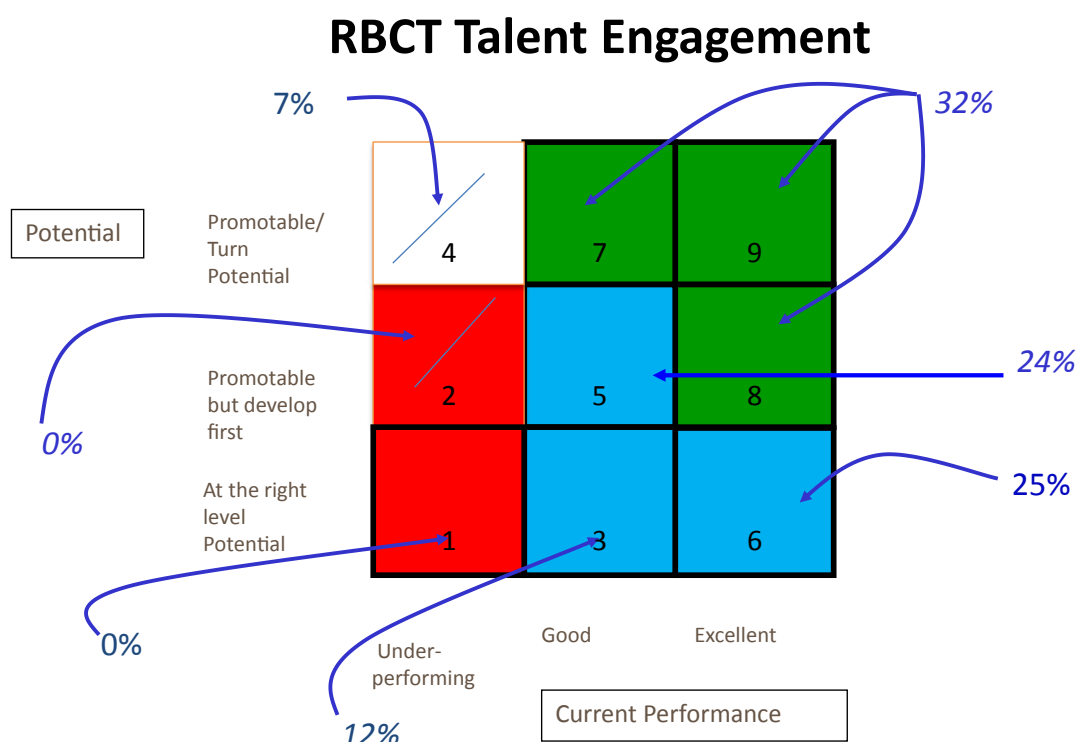 RBCT Talent Engagement
7%
32%
Potential
Promotable/
Turn
Potential
4
7
9
Promotable
but develop
first
2
5
8
24%
0%
At the right
level
Potential
1
3
6
25%
0%
Under-
performing
Good
Excellent
12%
Current Performance